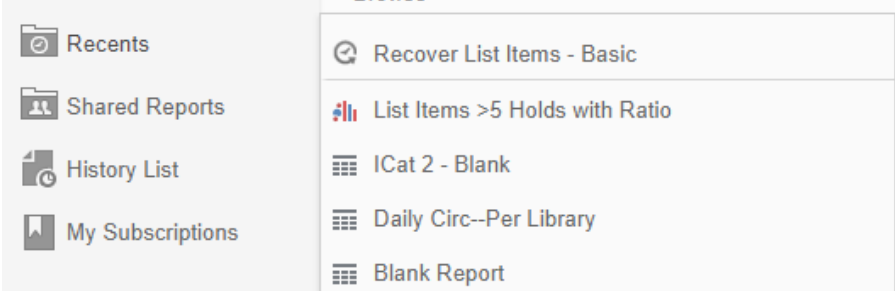 Recents
Shared Reports
History List
My Subscriptions
Recover List Items - Basic
List Items >5 Holds with Ratio
ICat 2 - Blank
Daily Circ--Per Library
Blank Report